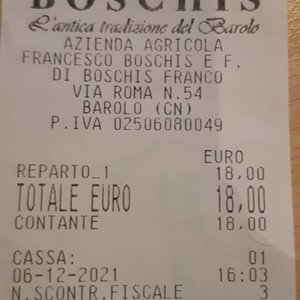 BOSCHIS
L'antica tradizione del Barolo
AZIENDA AGRICOLA
FRANCESCO BOSCHIS E F.
DI BOSCHIS FRANCO
VIA ROMA N.54
BAROLO (CN)
P.IVA 02506080049
EURO
REPARTO_1 18,00
TOTALE EURO 18,00
CONTANTE 18,00
CASSA: 01
06-12-2021 16:03
N.SCONTR.FISCALE 3